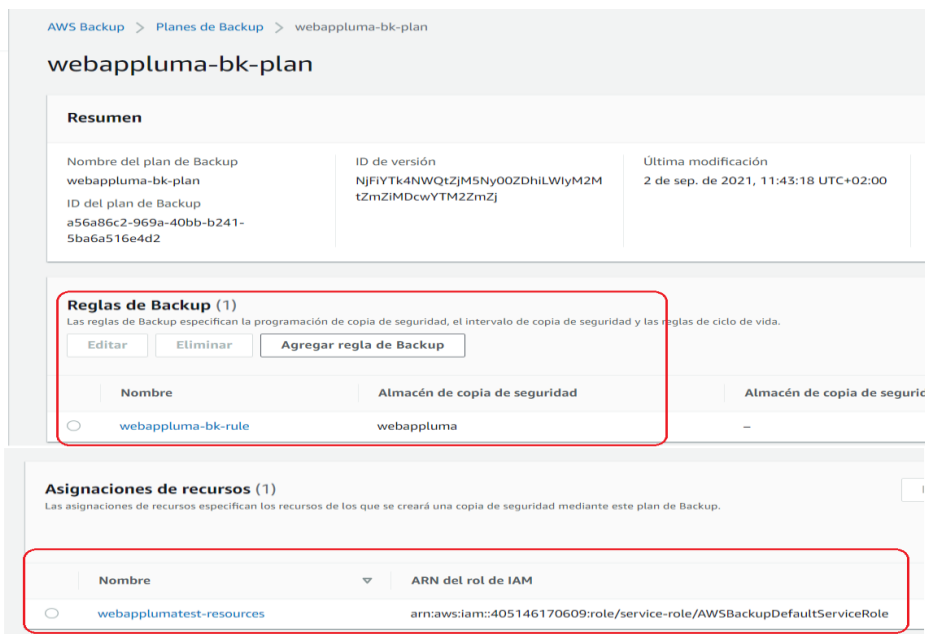 AWS Backup > Planes de Backup > webappluma-bk-plan
webappluma-bk-plan
Resumen
Nombre del plan de Backup
webappluma-bk-plan
ID del plan de Backup
a56a86c2-969a-40bb-b241-
5ba6a516e4d2
ID de versión
NjFiYTk4NWQtZjM5Ny00ZDhiLWIyM2M
tZmZiMDcwYTM2ZmZj
Última modificación
2 de sep. de 2021, 11:43:18 UTC+02:00
Reglas de Backup (1)
Las reglas de Backup especifican la programación de copia de seguridad, el intervalo de copia de seguridad y las reglas de ciclo de vida.
Editar Eliminar Agregar regla de Backup
Nombre Almacén de copia de seguridad Almacén de copia de seguric
webappluma-bk-rule webappluma –
Asignaciones de recursos (1)
Las asignaciones de recursos especifican los recursos de los que se creará una copia de seguridad mediante este plan de Backup.
Nombre ARN del rol de IAM
webapplumatest-resources arn:aws:iam::405146170609:role/service-role/AWSBackupDefaultServiceRole